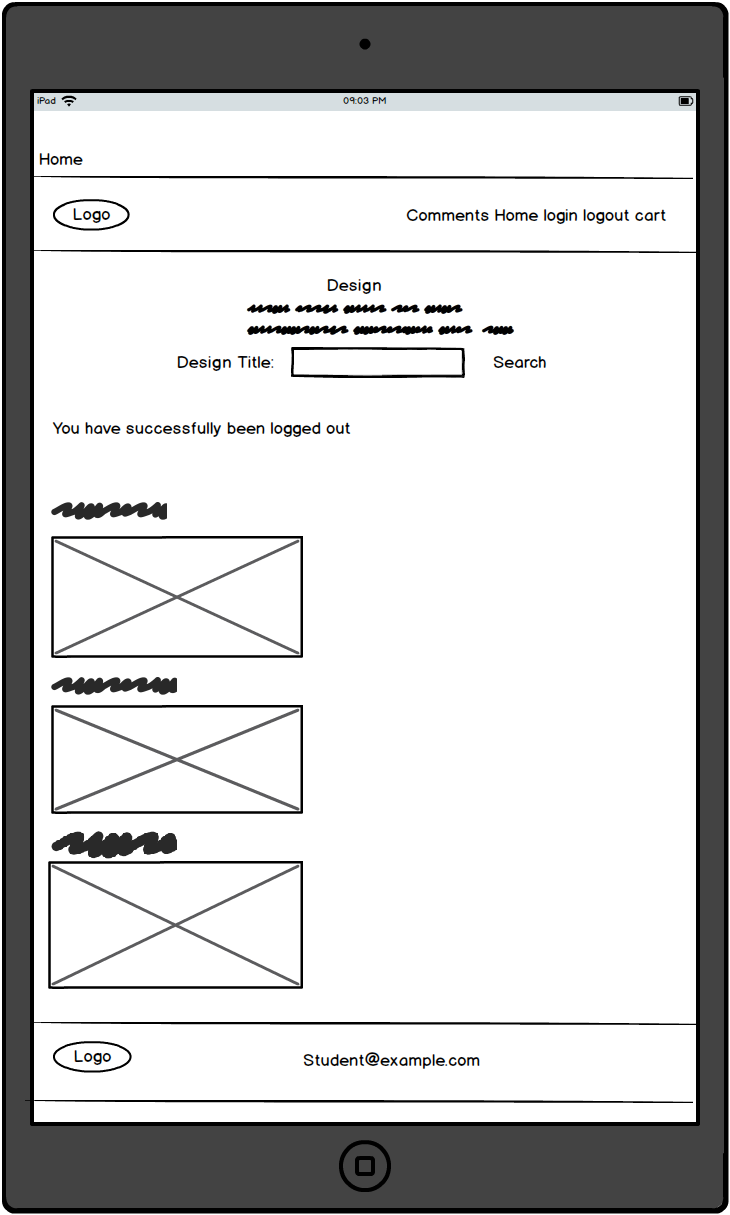 iPad 09:03 PM
Home
Logo Comments Home login logout cart
Design
Design Title: Search
You have successfully been logged out
Logo Student@example.com